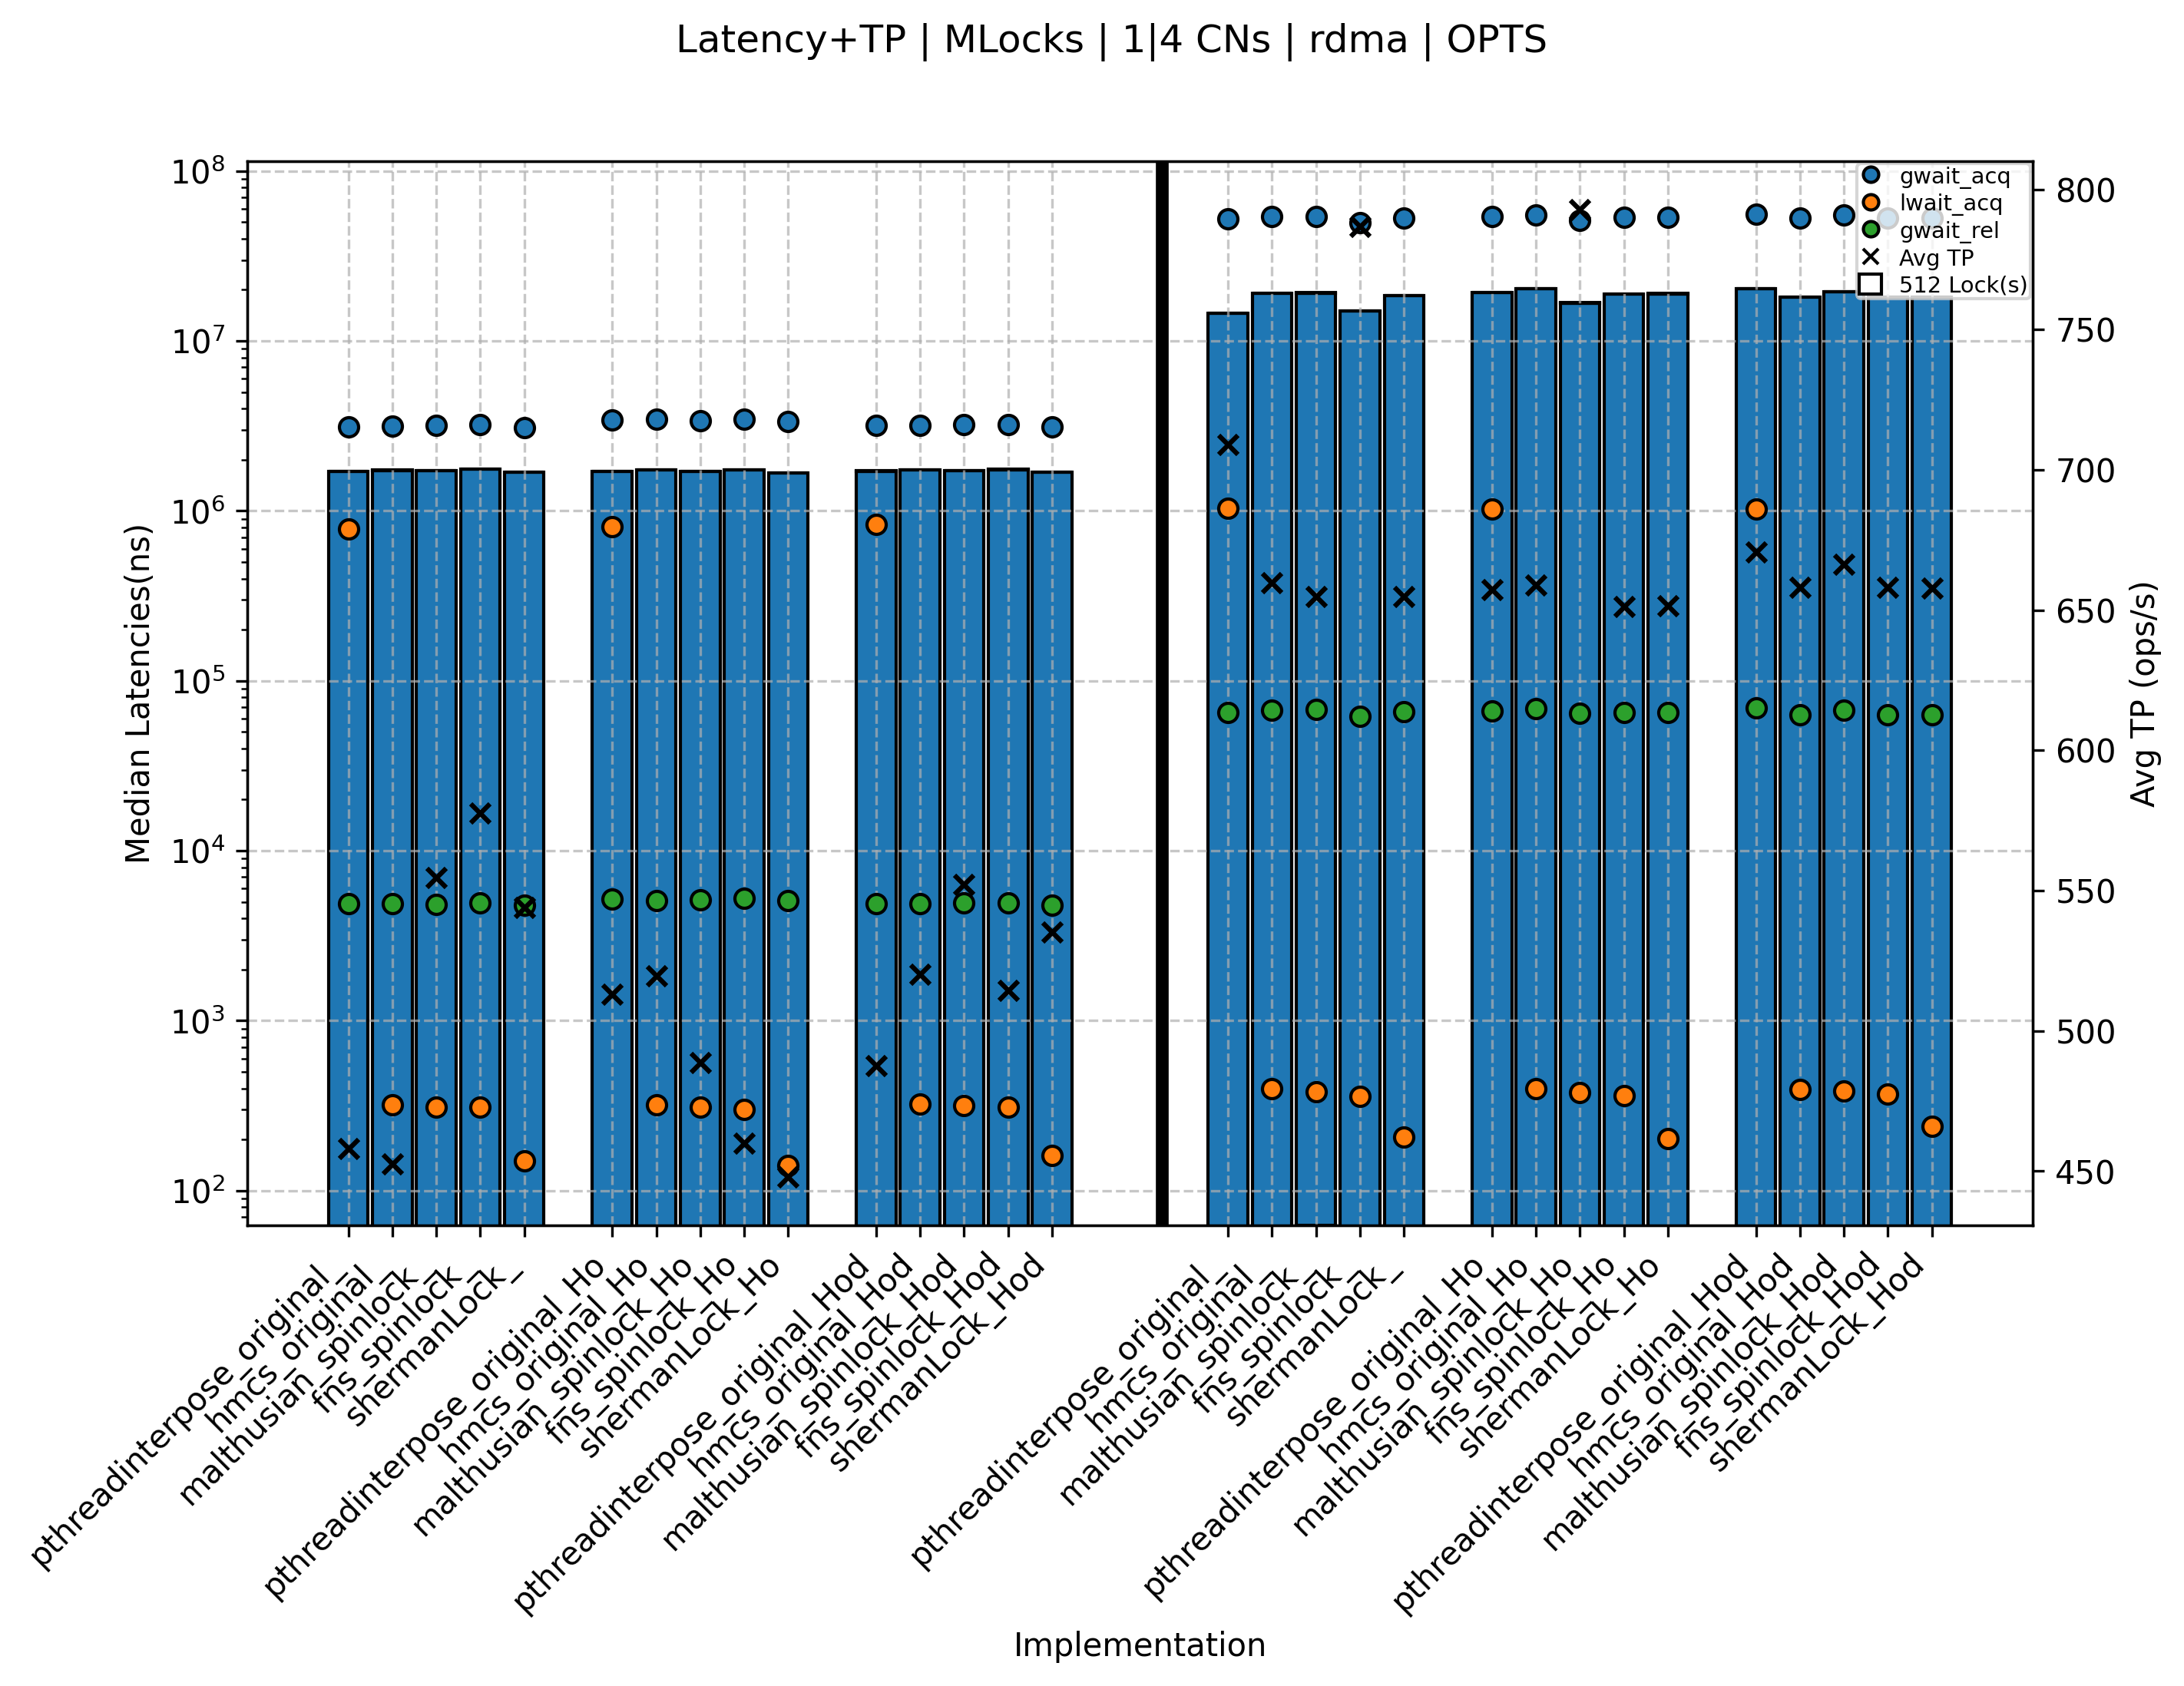 Latency+TP | MLocks | 1|4 CNs | rdma | OPTS
gwait_acq
lwait_acq
gwait_rel
Avg TP
512 Lock(s)
Median Latencies(ns)
10^8
10^7
10^6
10^5
10^4
10^3
10^2
800
750
700
650
600
550
500
450
Avg TP (ops/s)
pthreadinterpose_original_
hmcs_original_
malthusian_spinlock_
fns_spinlock_
shermanLock_
pthreadinterpose_original_Ho
hmcs_original_Ho
malthusian_spinlock_Ho
fns_spinlock_Ho
shermanLock_Ho
pthreadinterpose_original_Hod
hmcs_original_Hod
malthusian_spinlock_Hod
fns_spinlock_Hod
shermanLock_Hod
pthreadinterpose_original_
hmcs_original_
malthusian_spinlock_
fns_spinlock_
shermanLock_
pthreadinterpose_original_Ho
hmcs_original_Ho
malthusian_spinlock_Ho
fns_spinlock_Ho
shermanLock_Ho
pthreadinterpose_original_Hod
hmcs_original_Hod
malthusian_spinlock_Hod
fns_spinlock_Hod
shermanLock_Hod
Implementation